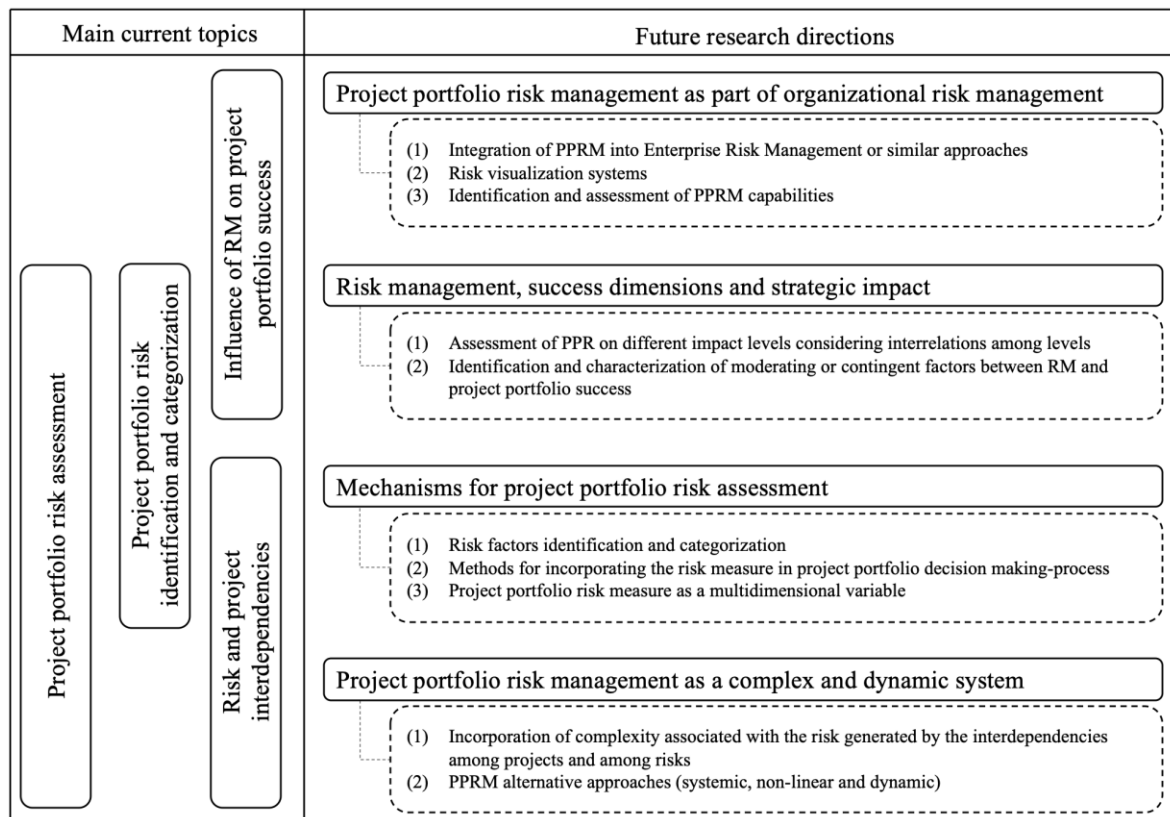 Main current topics
Future research directions
Project portfolio risk assessment
Project portfolio risk
identification and categorization
Influence of RM on project
portfolio success
Risk and project
interdependencies
Project portfolio risk management as part of organizational risk management
(1) Integration of PPRM into Enterprise Risk Management or similar approaches
(2) Risk visualization systems
(3) Identification and assessment of PPRM capabilities
Risk management, success dimensions and strategic impact
(1) Assessment of PPR on different impact levels considering interrelations among levels
(2) Identification and characterization of moderating or contingent factors between RM and
project portfolio success
Mechanisms for project portfolio risk assessment
(1) Risk factors identification and categorization
(2) Methods for incorporating the risk measure in project portfolio decision making-process
(3) Project portfolio risk measure as a multidimensional variable
Project portfolio risk management as a complex and dynamic system
(1) Incorporation of complexity associated with the risk generated by the interdependencies
among projects and among risks
(2) PPRM alternative approaches (systemic, non-linear and dynamic)